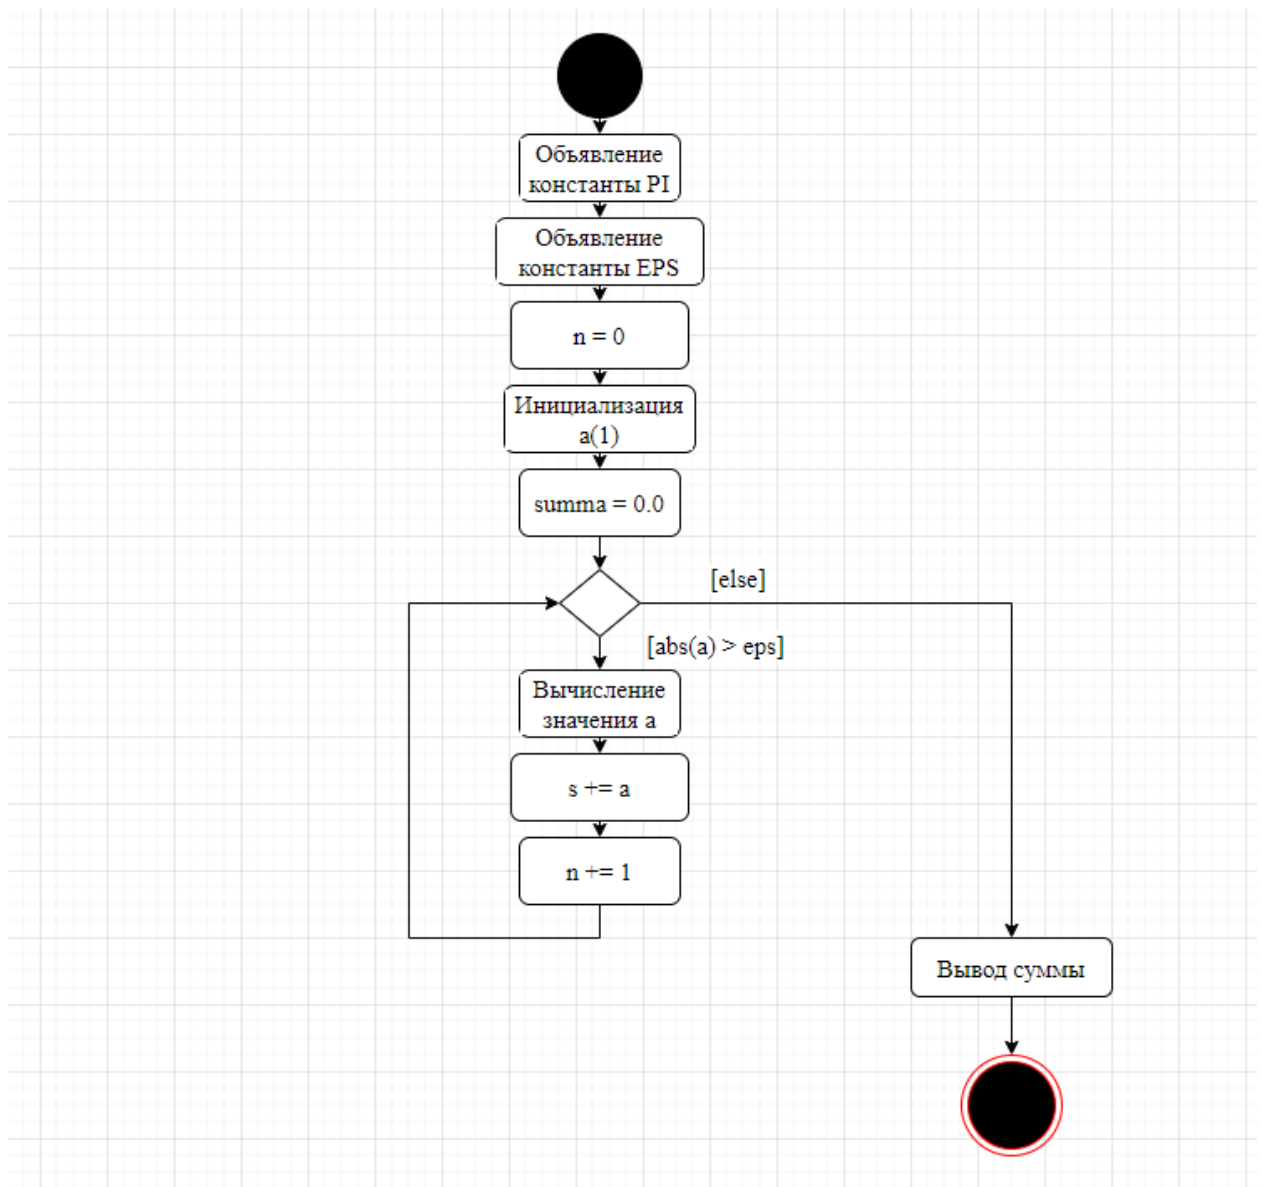 Объявление
константы PI
Объявление
константы EPS
n = 0
Инициализация
a(1)
summa = 0.0
[else]
[abs(a) > eps]
Вычисление
значения a
s += a
n += 1
Вывод суммы